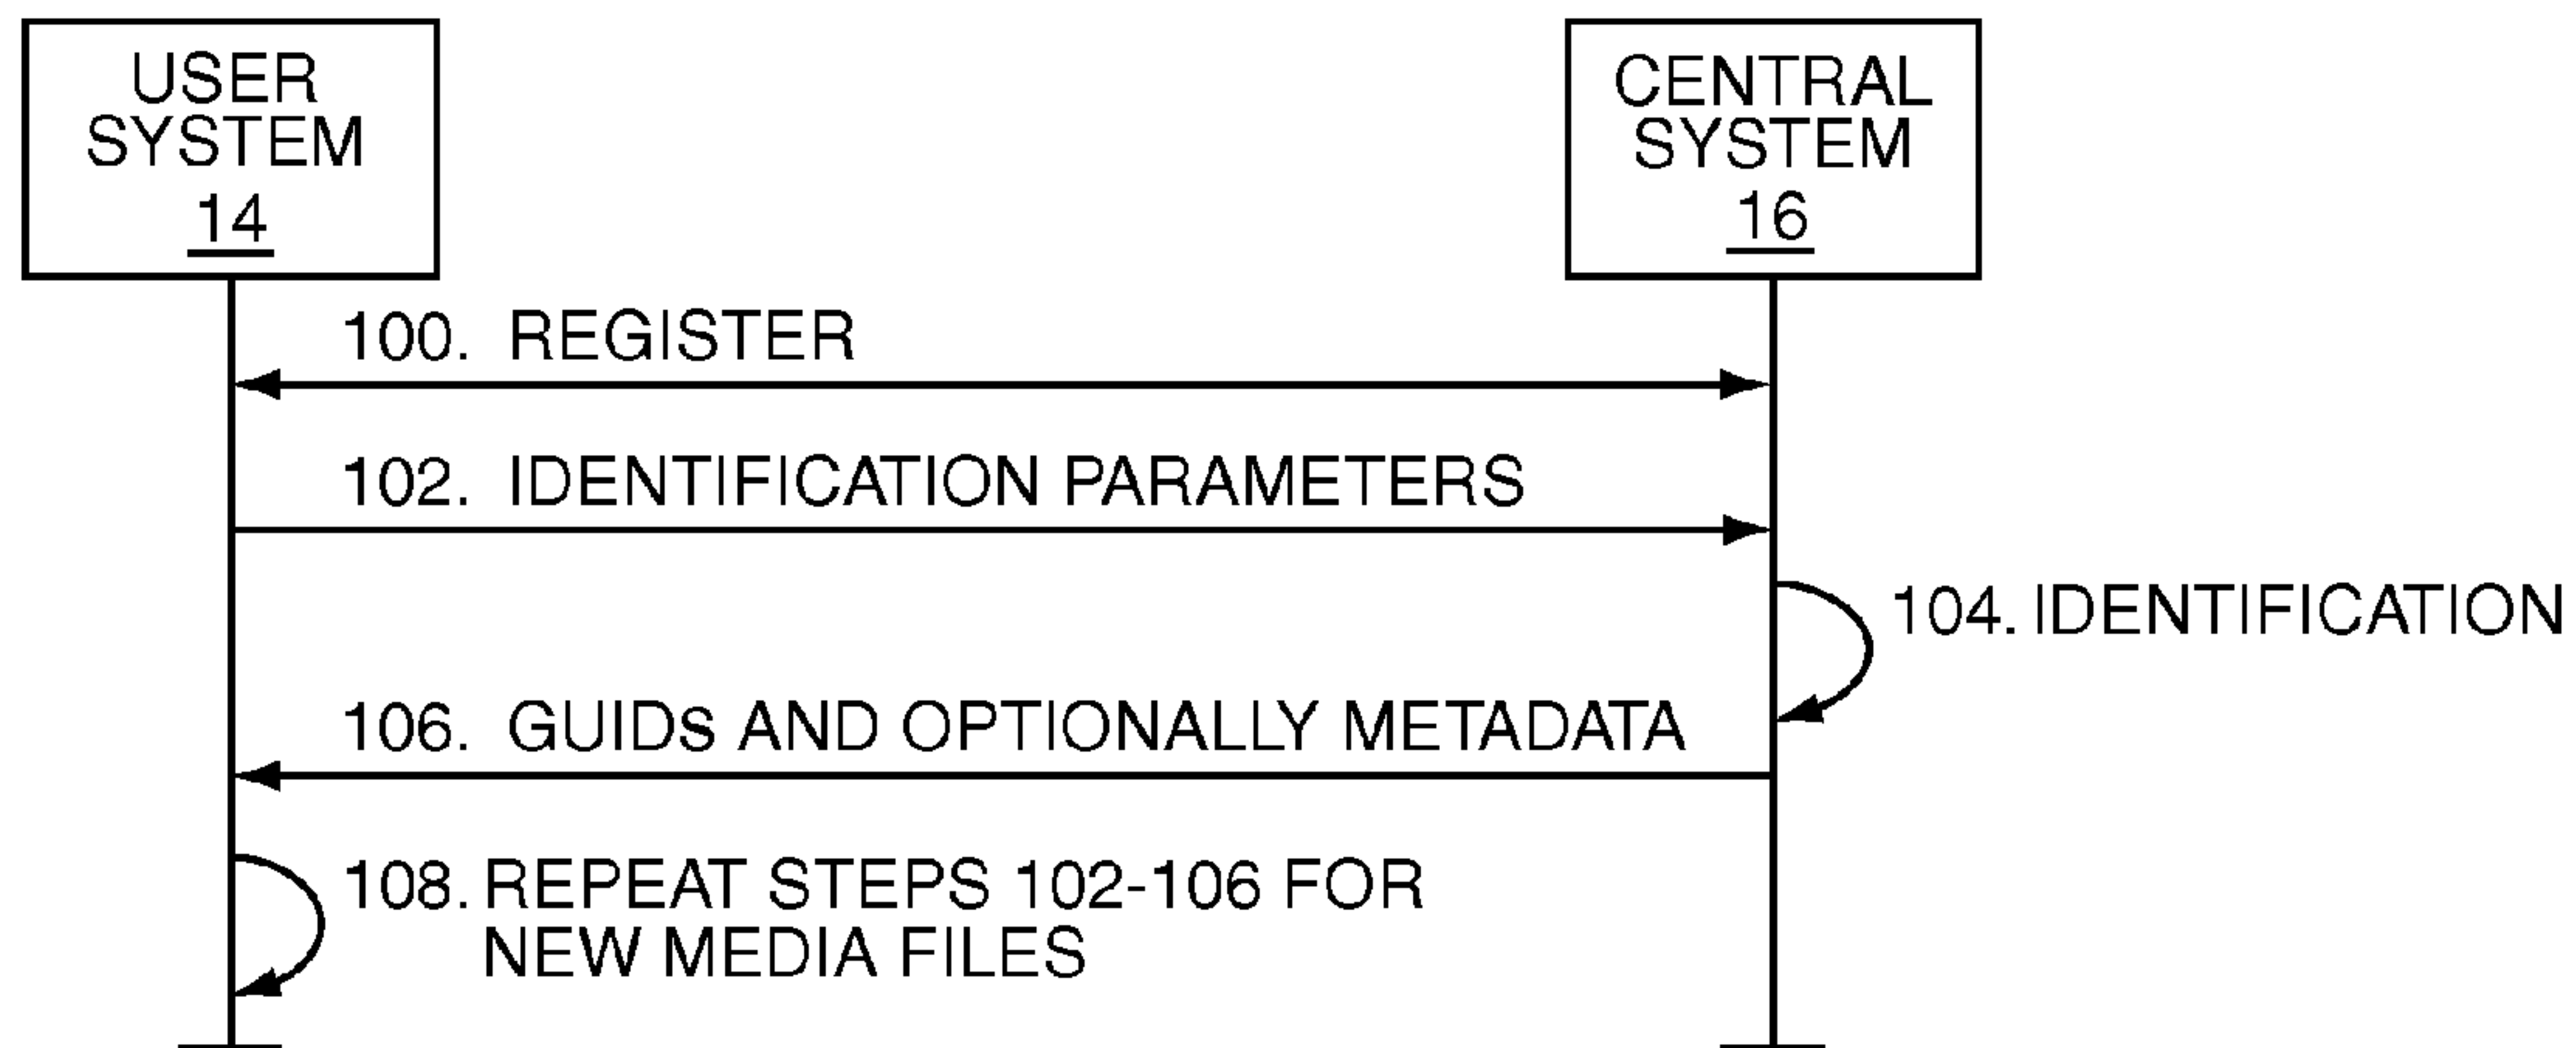 USER
SYSTEM
14
CENTRAL
SYSTEM
16
100. REGISTER
102. IDENTIFICATION PARAMETERS
104. IDENTIFICATION
106. GUIDs AND OPTIONALLY METADATA
108. REPEAT STEPS 102-106 FOR
NEW MEDIA FILES